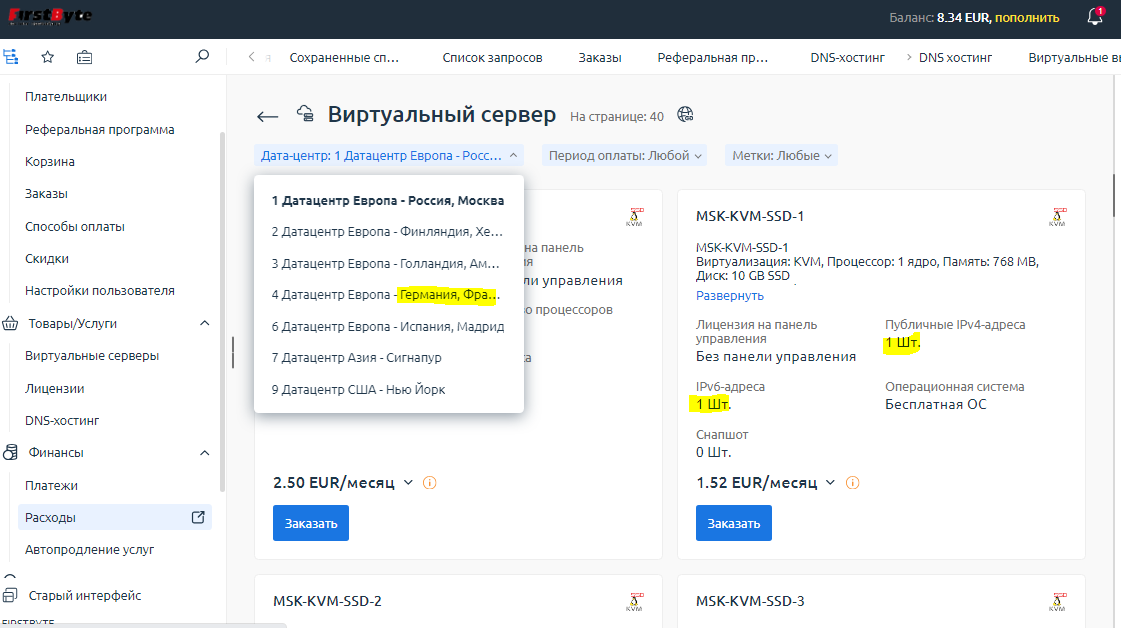 FirstByte
Баланс: 8.34 EUR, пополнить
1
Сохраненные сп...
Список запросов
Заказы
Реферальная пр...
DNS-хостинг
DNS хостинг
Виртуальные вы
Плательщики
Реферальная программа
Корзина
Заказы
Способы оплаты
Скидки
Настройки пользователя
Товары/Услуги
Виртуальные серверы
Лицензии
DNS-хостинг
Финансы
Платежи
Расходы
Автопродление услуг
Старый интерфейс
FIRSTBYTE
Виртуальный сервер
На странице: 40
Дата-центр: 1 Датацентр Европа - Росс...
Период оплаты: Любой
Метки: Любые
1 Датацентр Европа - Россия, Москва
2 Датацентр Европа - Финляндия, Хе...
3 Датацентр Европа - Голландия, Ам...
4 Датацентр Европа - Германия, Фра...
6 Датацентр Европа - Испания, Мадрид
7 Датацентр Азия - Сигнапур
9 Датацентр США - Нью Йорк
SSD
KVM
на панель
ия
ли управления
во процессоров
ка
2.50 EUR/месяц
Заказать
MSK-KVM-SSD-1
SSD
KVM
MSK-KVM-SSD-1
Виртуализация: KVM, Процессор: 1 ядро, Память: 768 MB,
Диск: 10 GB SSD
Развернуть
Лицензия на панель
управления
Без панели управления
Публичные IPv4-адреса
1 Шт.
IPv6-адреса
1 Шт.
Операционная система
Бесплатная ОС
Снапшот
0 Шт.
1.52 EUR/месяц
Заказать
MSK-KVM-SSD-2
SSD
KVM
MSK-KVM-SSD-3
SSD
KVM